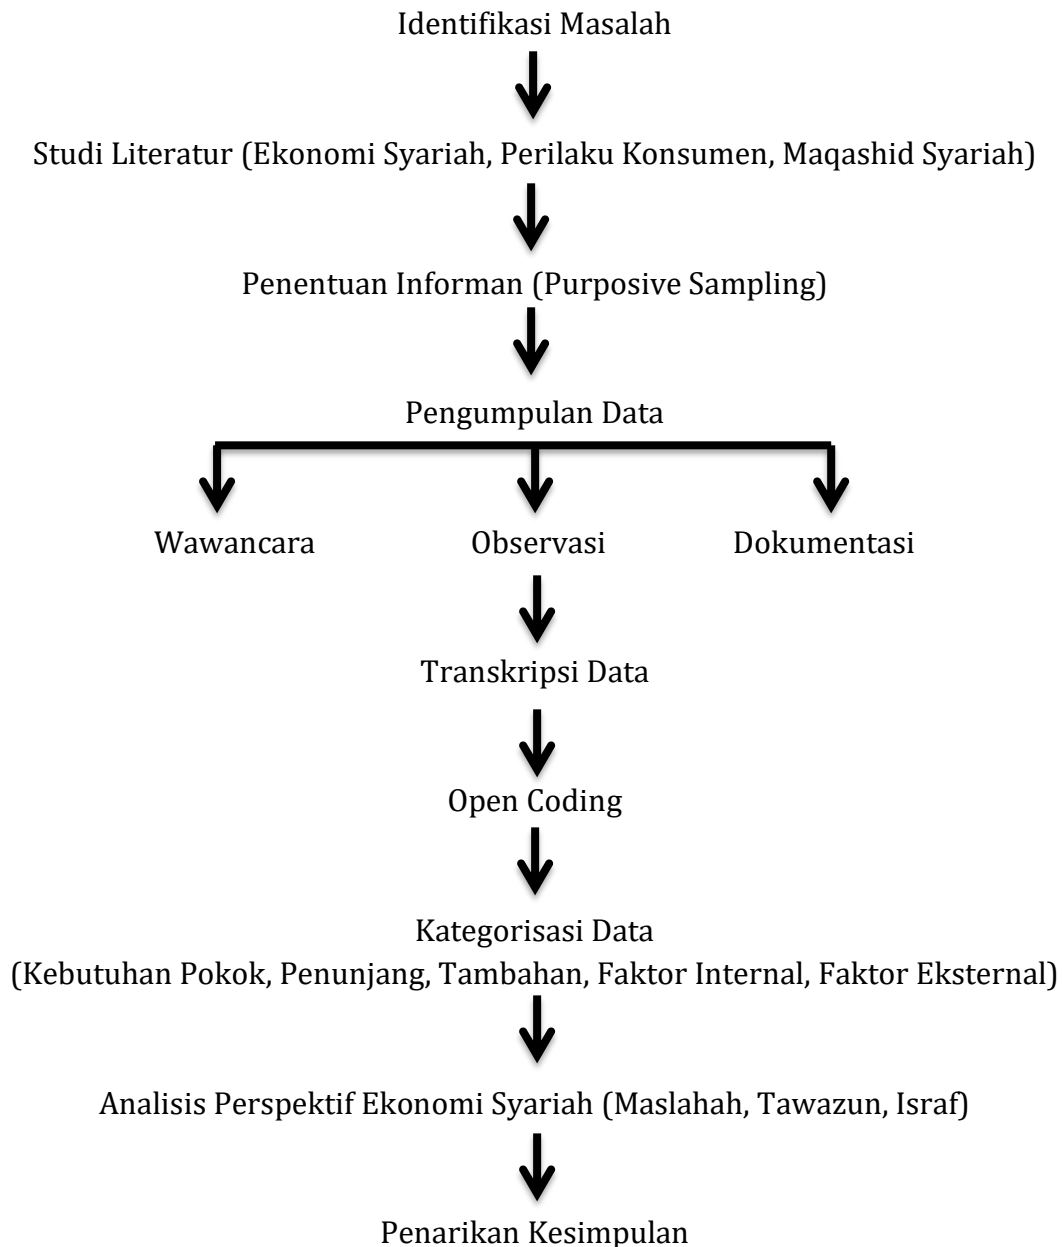 Identifikasi Masalah
Studi Literatur (Ekonomi Syariah, Perilaku Konsumen, Maqashid Syariah)
Penentuan Informan (Purposive Sampling)
Pengumpulan Data
Wawancara
Observasi
Dokumentasi
Transkripsi Data
Open Coding
Kategorisasi Data
(Kebutuhan Pokok, Penunjang, Tambahan, Faktor Internal, Faktor Eksternal)
Analisis Perspektif Ekonomi Syariah (Maslahah, Tawazun, Israf)
Penarikan Kesimpulan